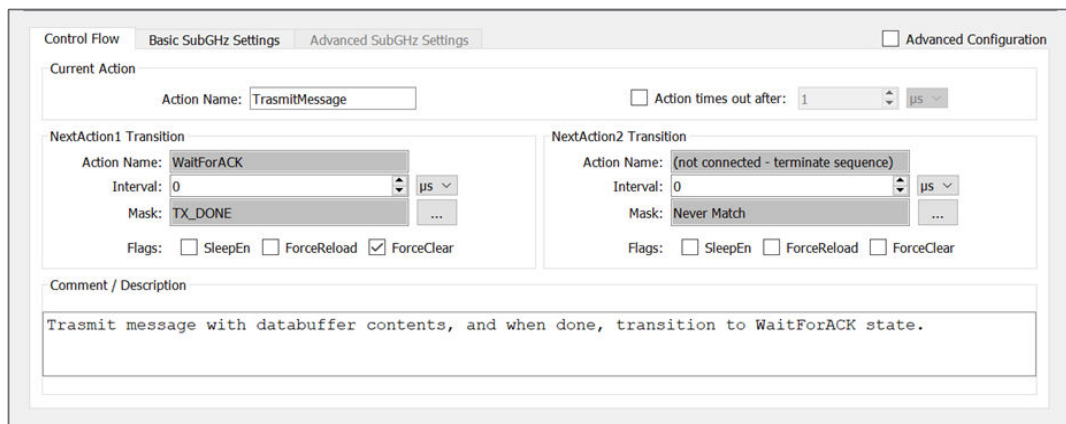 Control Flow Basic SubGHz Settings Advanced SubGHz Settings Advanced Configuration
Current Action
Action Name: TrasmitMessage Action times out after: 1 µs
NextAction1 Transition NextAction2 Transition
Action Name: WaitForACK Action Name: (not connected - terminate sequence)
Interval: 0 µs Interval: 0 µs
Mask: TX_DONE ... Mask: Never Match ...
Flags: SleepEn ForceReload ForceClear Flags: SleepEn ForceReload ForceClear
Comment / Description
Trasmit message with databuffer contents, and when done, transition to WaitForACK state.